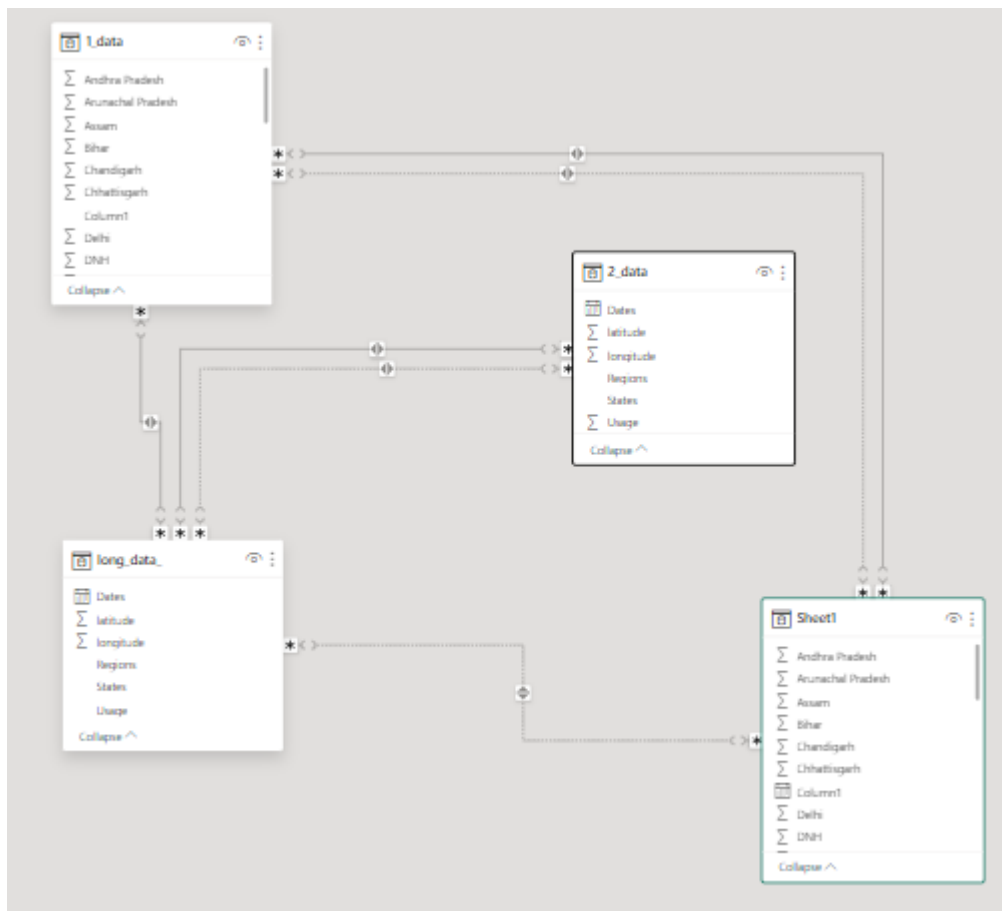 1_data
Andhra Pradesh
Arunachal Pradesh
Assam
Bihar
Chandigarh
Chhattisgarh
Column1
Delhi
DNH
Collapse
2_data
Dates
latitude
longitude
Regions
States
Usage
Collapse
long_data_
Dates
latitude
longitude
Regions
States
Usage
Collapse
Sheet1
Andhra Pradesh
Arunachal Pradesh
Assam
Bihar
Chandigarh
Chhattisgarh
Column1
Delhi
DNH
Collapse